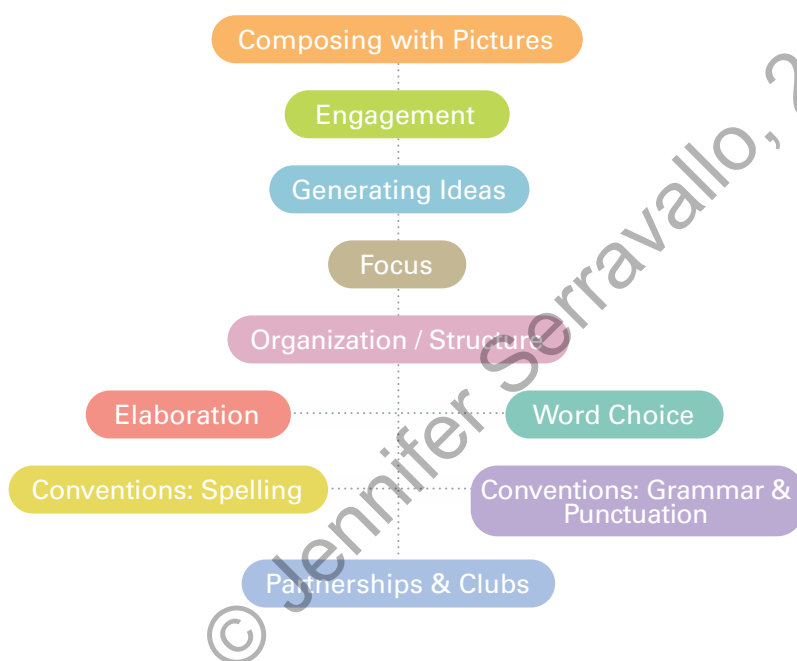 Composing with Pictures
Engagement
Generating Ideas
Focus
Organization / Structure
Elaboration
Word Choice
Conventions: Spelling
Conventions: Grammar &
Punctuation
Partnerships & Clubs
© Jennifer Serravallo, 2